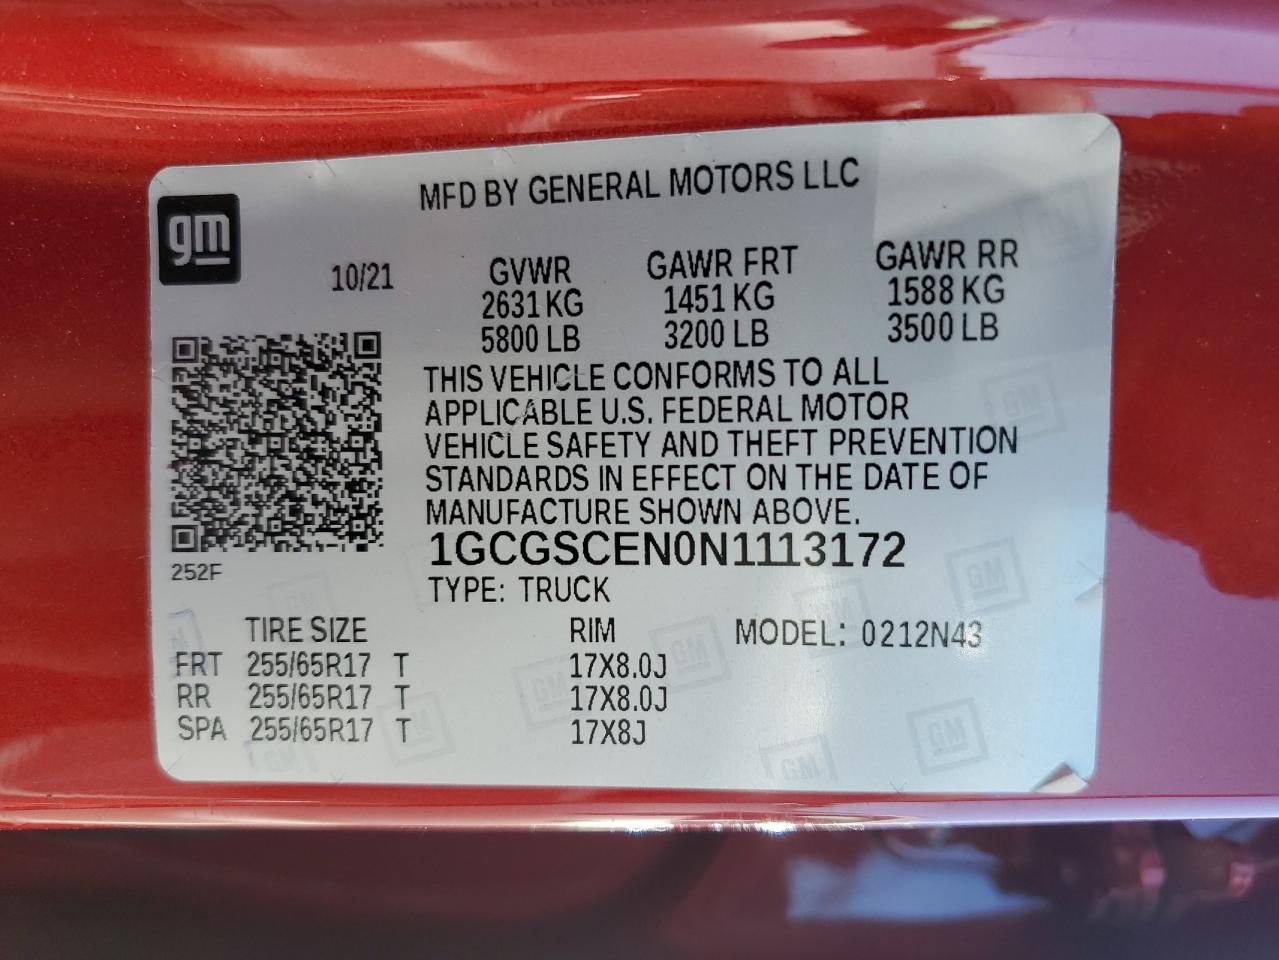 MFD BY GENERAL MOTORS LLC
gm
10/21
GVWR GAWR FRT GAWR RR
2631 KG 1451 KG 1588 KG
5800 LB 3200 LB 3500 LB
THIS VEHICLE CONFORMS TO ALL
APPLICABLE U.S. FEDERAL MOTOR
VEHICLE SAFETY AND THEFT PREVENTION
STANDARDS IN EFFECT ON THE DATE OF
MANUFACTURE SHOWN ABOVE.
1GCGSCEN0N1113172
252F
TYPE: TRUCK
TIRE SIZE RIM MODEL: 0212N43
FRT 255/65R17 T 17X8.0J
RR 255/65R17 T 17X8.0J
SPA 255/65R17 T 17X8J